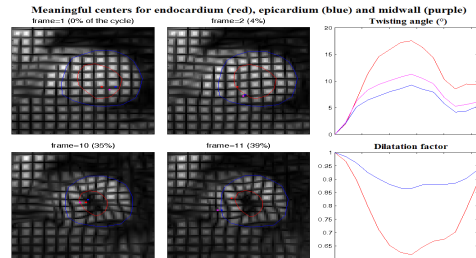 Meaningful centers for endocardium (red), epicardium (blue) and midwall (purple)
frame=1 (0% of the cycle)
frame=2 (4%)
Twisting angle (°)
20
15
10
5
0
frame=10 (35%)
frame=11 (39%)
Dilatation factor
1
0.95
0.9
0.85
0.8
0.75
0.7
0.65